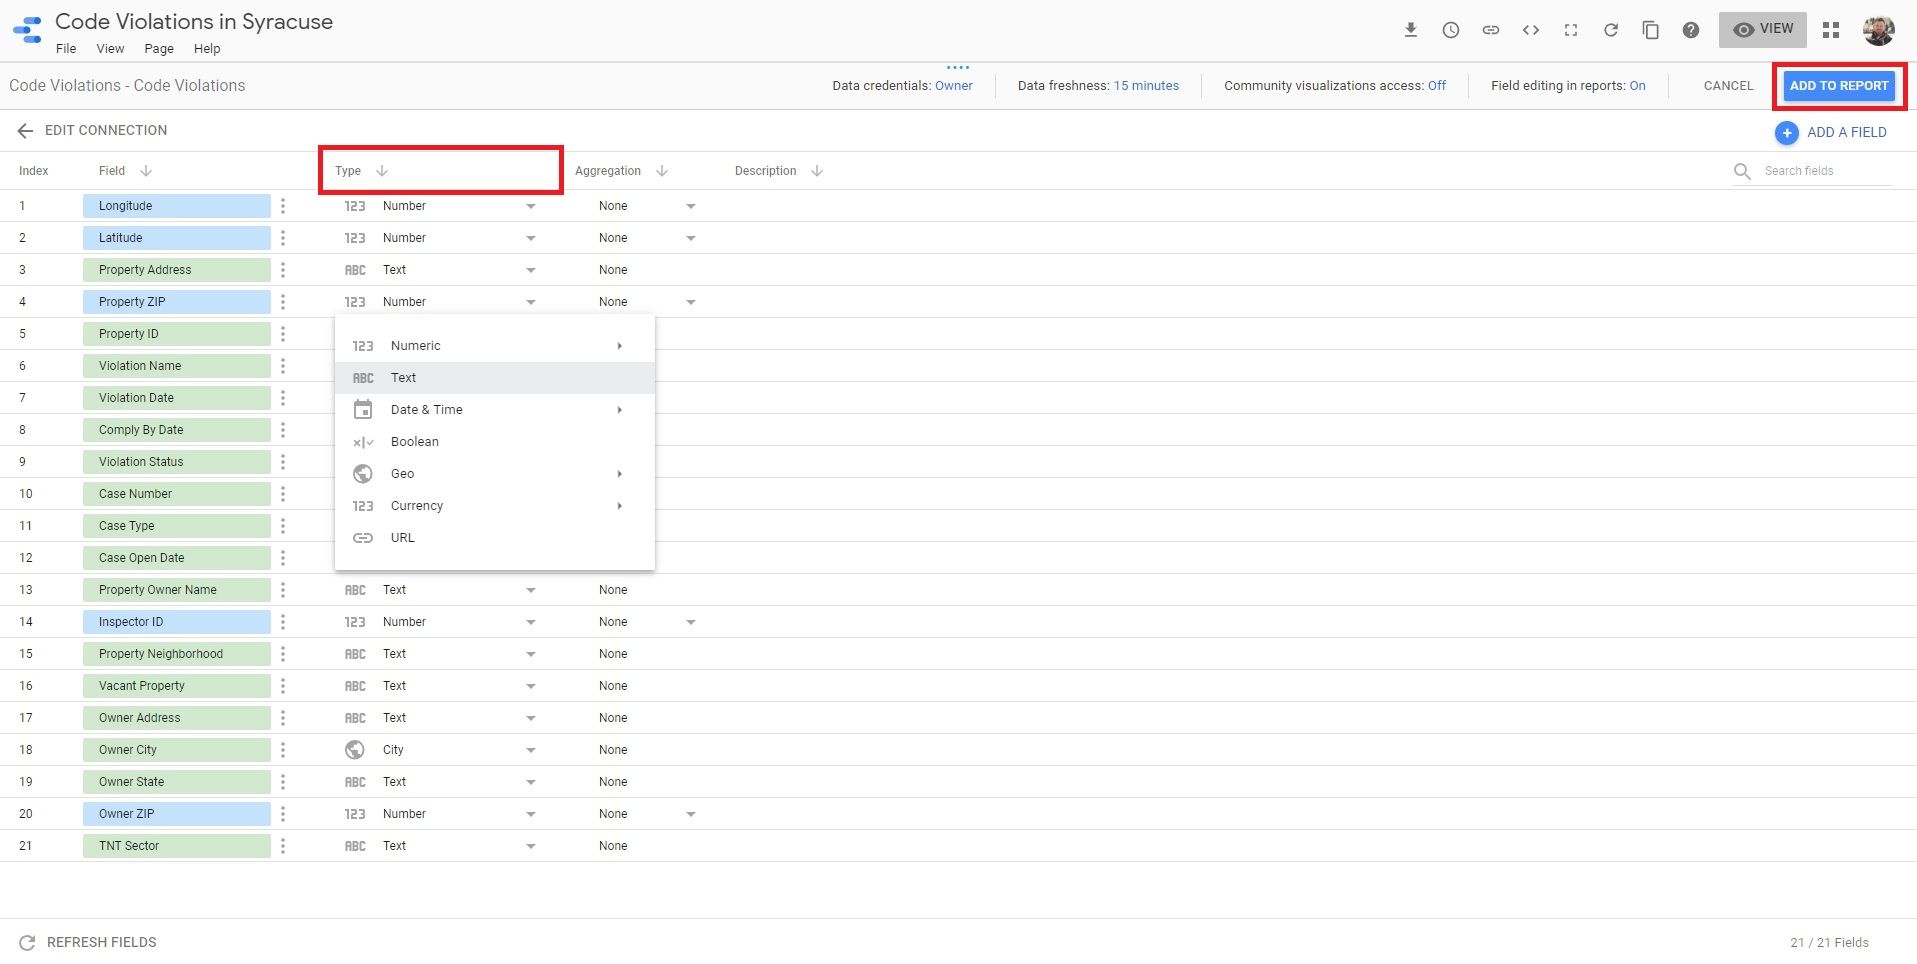 Code Violations in Syracuse
File View Page Help
VIEW
Code Violations - Code Violations
Data credentials: Owner
Data freshness: 15 minutes
Community visualizations access: Off
Field editing in reports: On
CANCEL
ADD TO REPORT
EDIT CONNECTION
ADD A FIELD
Index Field Type Aggregation Description Search fields
1 Longitude 123 Number None
2 Latitude 123 Number None
3 Property Address ABC Text None
4 Property ZIP 123 Number None
5 Property ID
6 Violation Name
7 Violation Date
8 Comply By Date
9 Violation Status
10 Case Number
11 Case Type
12 Case Open Date
123 Numeric
ABC Text
Date & Time
Boolean
Geo
123 Currency
URL
13 Property Owner Name ABC Text None
14 Inspector ID 123 Number None
15 Property Neighborhood ABC Text None
16 Vacant Property ABC Text None
17 Owner Address ABC Text None
18 Owner City City None
19 Owner State ABC Text None
20 Owner ZIP 123 Number None
21 TNT Sector ABC Text None
REFRESH FIELDS
21 / 21 Fields